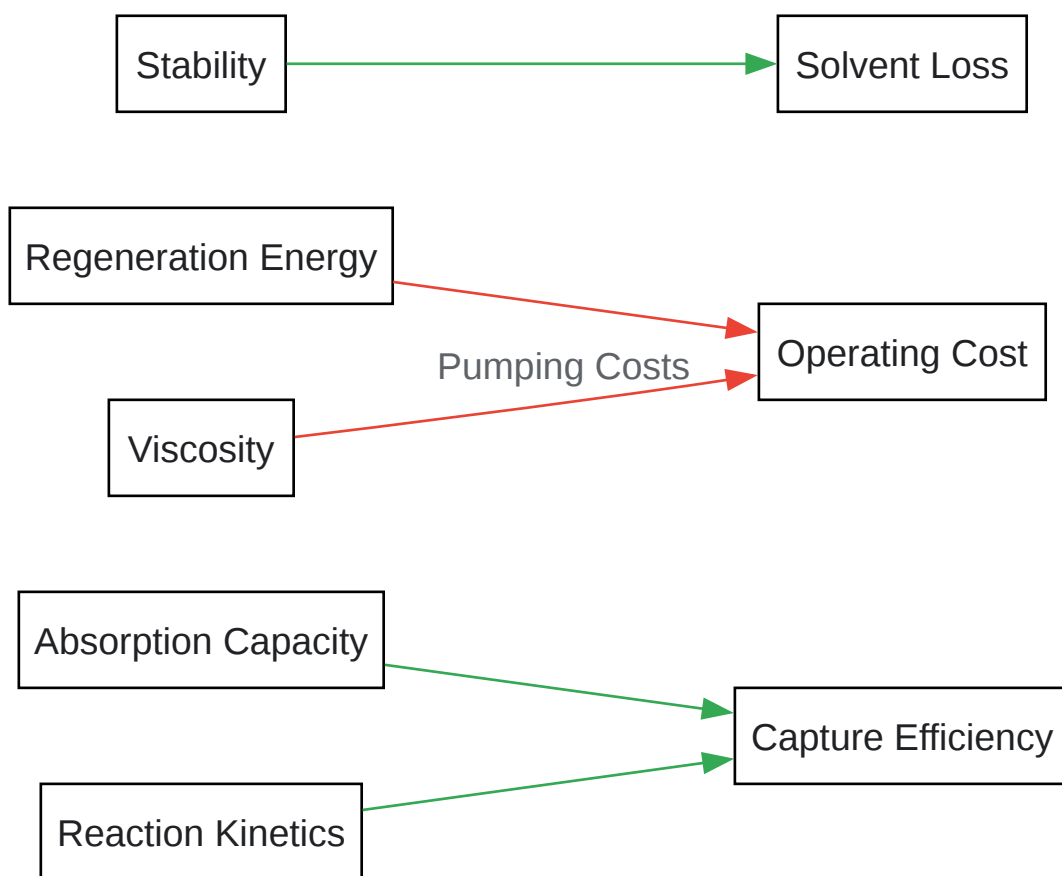 Stability
Solvent Loss
Regeneration Energy
Operating Cost
Pumping Costs
Viscosity
Absorption Capacity
Capture Efficiency
Reaction Kinetics